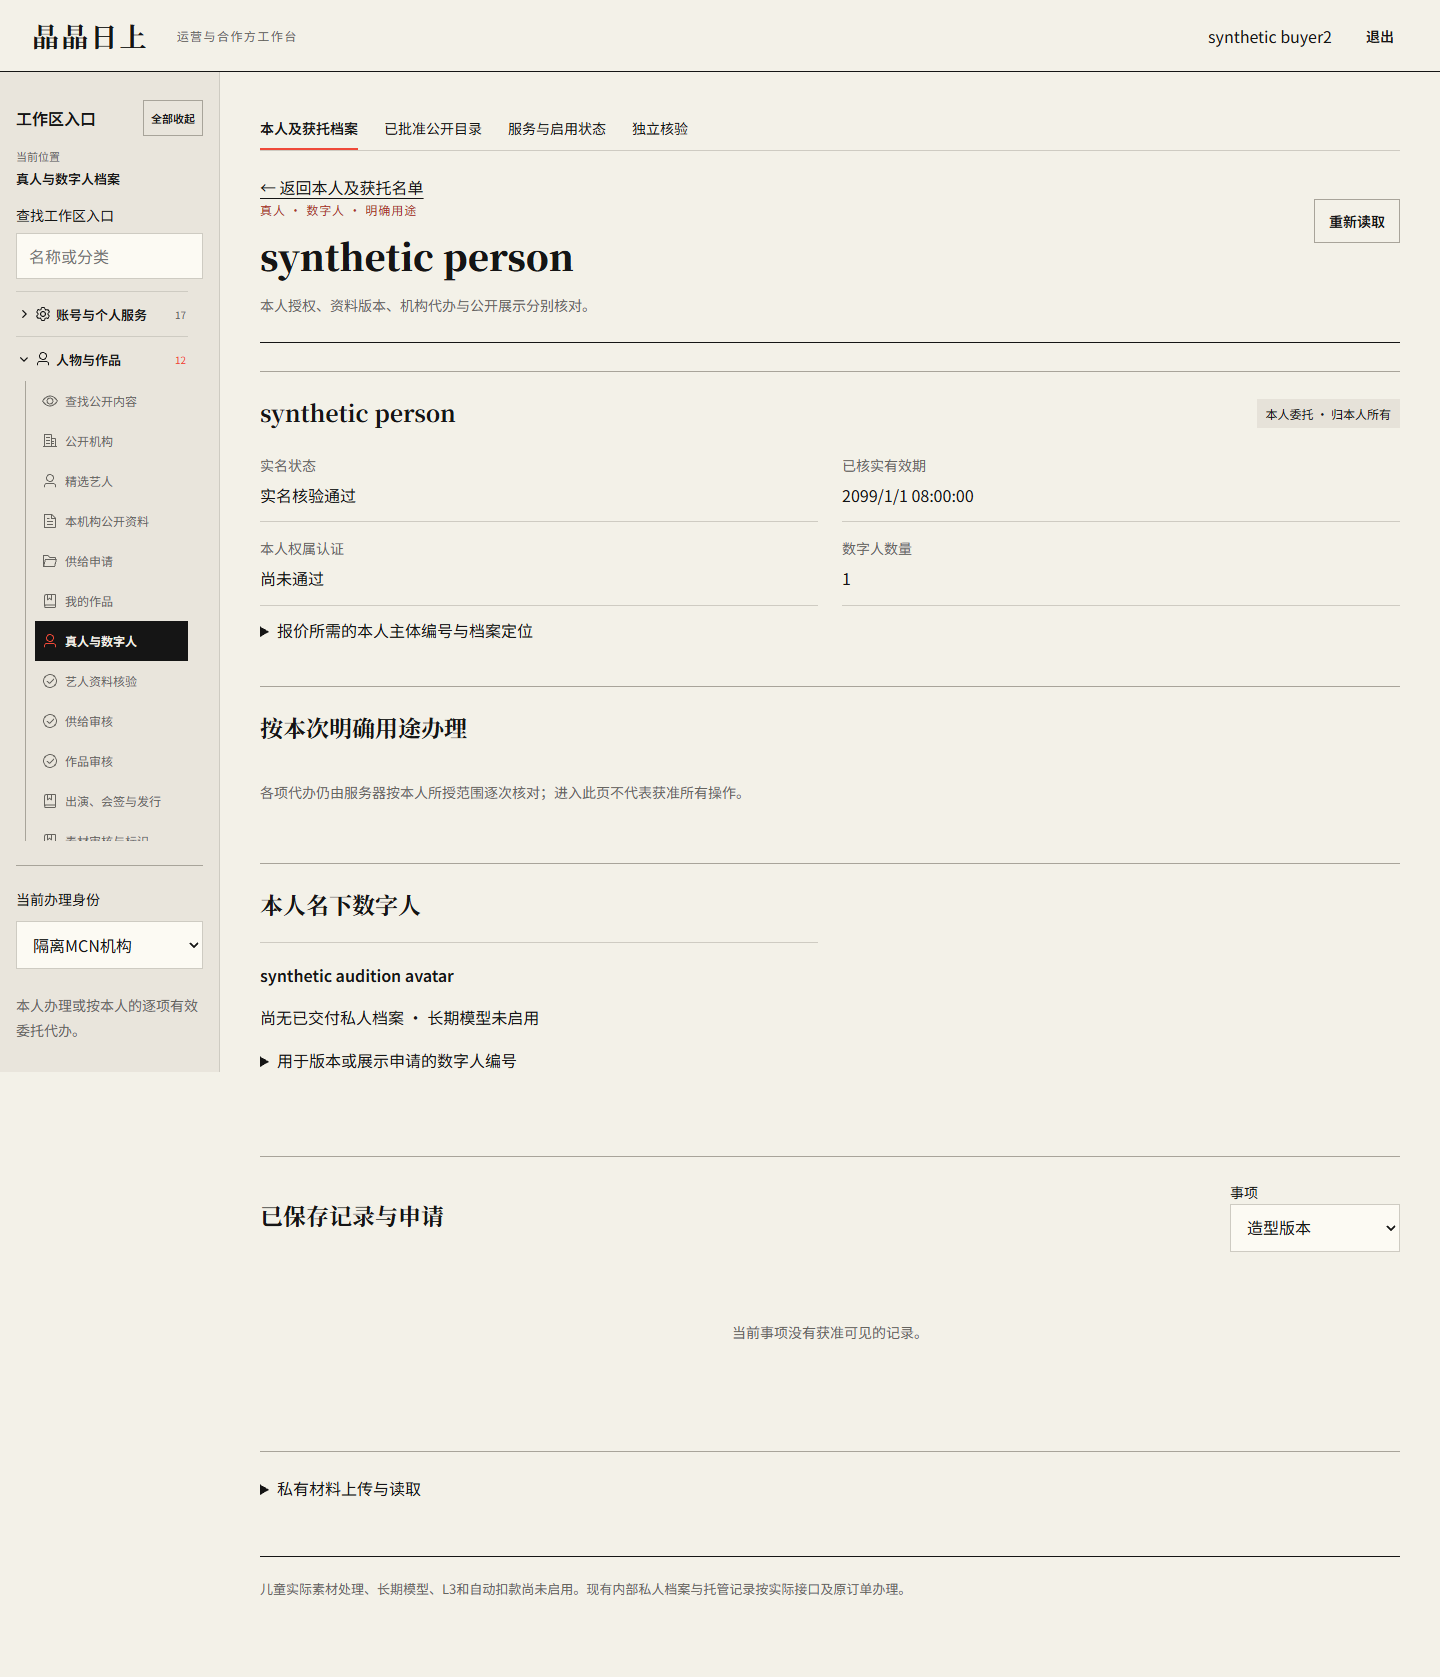 晶晶日上
运营与合作方工作台
synthetic buyer2
退出
工作区入口
全部收起
当前位置
真人与数字人档案
查找工作区入口
名称或分类
账号与个人服务 17
人物与作品 12
查找公开内容
公开机构
精选艺人
本机构公开资料
供给申请
我的作品
真人与数字人
艺人资料核验
供给审核
作品审核
出演、会签与发行
素材审核与标识
当前办理身份
隔离MCN机构
本人办理或按本人的逐项有效
委托代办。
本人及获托档案 已批准公开目录 服务与启用状态 独立核验
← 返回本人及获托名单
真人 · 数字人 · 明确用途
重新读取
synthetic person
本人授权、资料版本、机构代办与公开展示分别核对。
synthetic person
本人委托 · 归本人所有
实名状态
实名核验通过
已核实有效期
2099/1/1 08:00:00
本人权属认证
尚未通过
数字人数量
1
报价所需的本人主体编号与档案定位
按本次明确用途办理
各项代办仍由服务器按本人所授范围逐次核对；进入此页不代表获准所有操作。
本人名下数字人
synthetic audition avatar
尚无已交付私人档案 · 长期模型未启用
用于版本或展示申请的数字人编号
已保存记录与申请
事项
造型版本
当前事项没有获准可见的记录。
私有材料上传与读取
儿童实际素材处理、长期模型、L3和自动扣款尚未启用。现有内部私人档案与托管记录按实际接口及原订单办理。